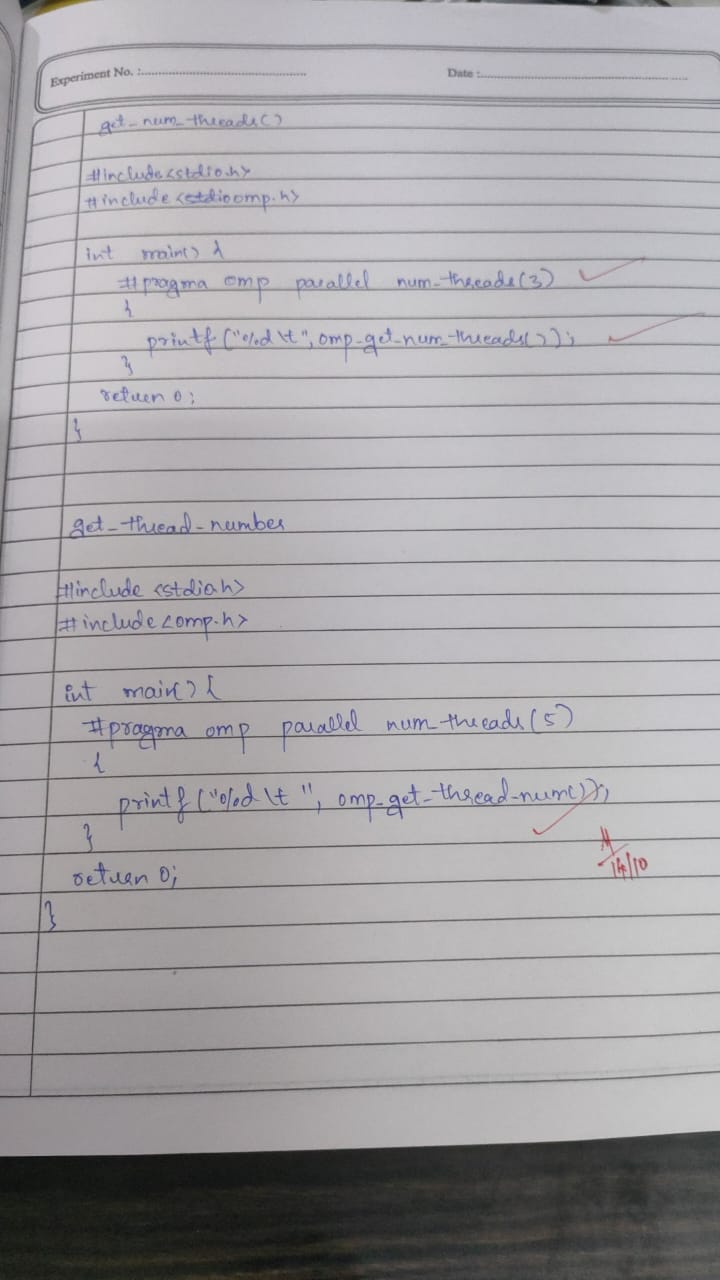 Experiment No. :
Date :
get_num_threads()
#include<stdio.h>
#include <stdioomp.h>
int main() {
#pragma omp parallel num_threads(3)
{
printf("%d\t", omp_get_num_threads());
}
return 0;
}
get_thread_number
#include <stdio.h>
#include <omp.h>
int main() {
#pragma omp parallel num_threads(5)
{
printf("%d\t", omp_get_thread_num());
}
return 0;
}
14/10